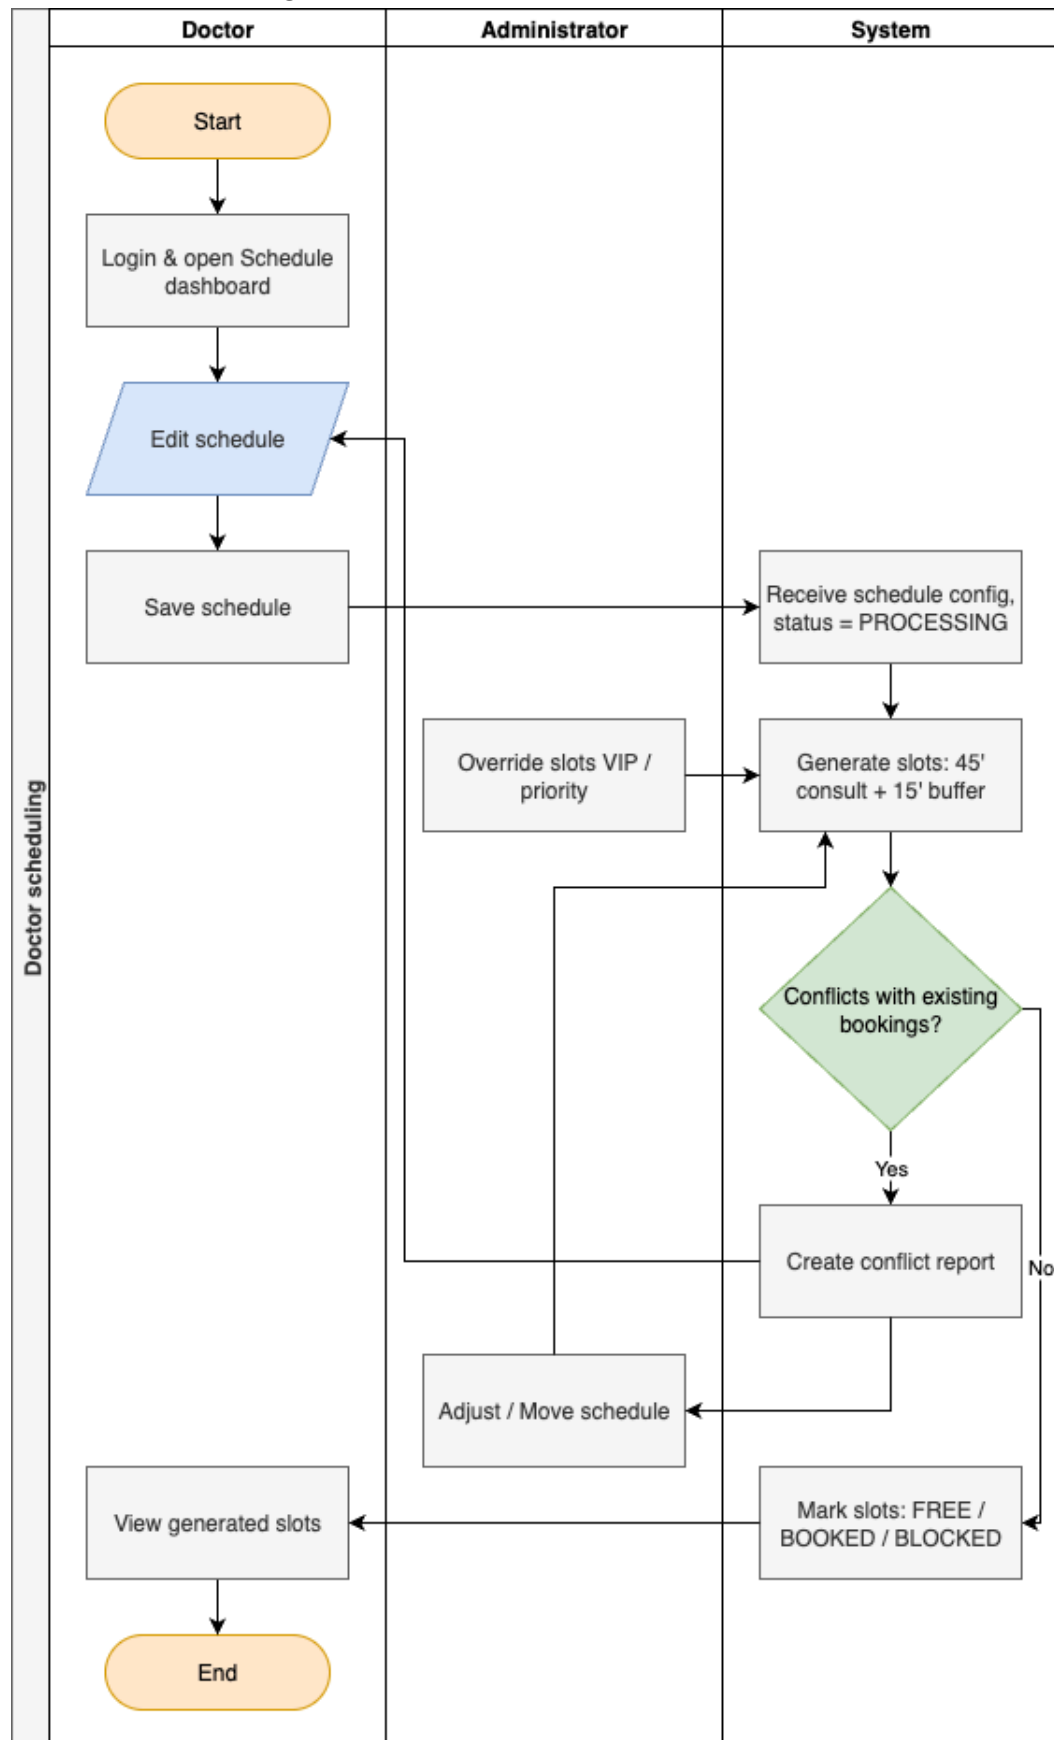 Doctor
Administrator
System
Doctor scheduling
Start
Login & open Schedule
dashboard
Edit schedule
Save schedule
Receive schedule config,
status = PROCESSING
Override slots VIP /
priority
Generate slots: 45'
consult + 15' buffer
Conflicts with existing
bookings?
Yes
No
Create conflict report
Adjust / Move schedule
View generated slots
Mark slots: FREE /
BOOKED / BLOCKED
End